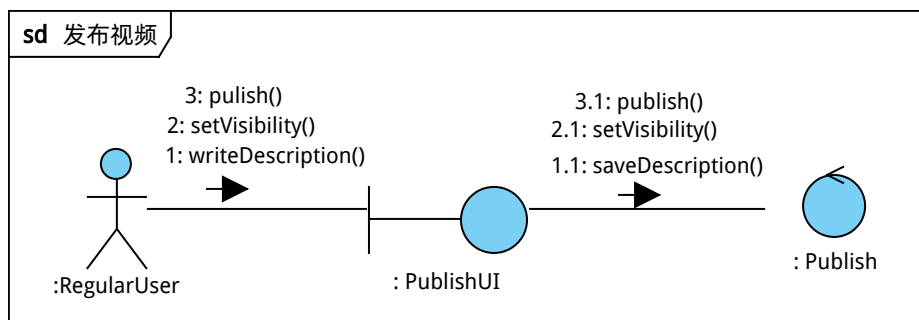 sd 发布视频
3: pulish()
2: setVisibility()
1: writeDescription()
3.1: publish()
2.1: setVisibility()
1.1: saveDescription()
:RegularUser
: PublishUI
: Publish